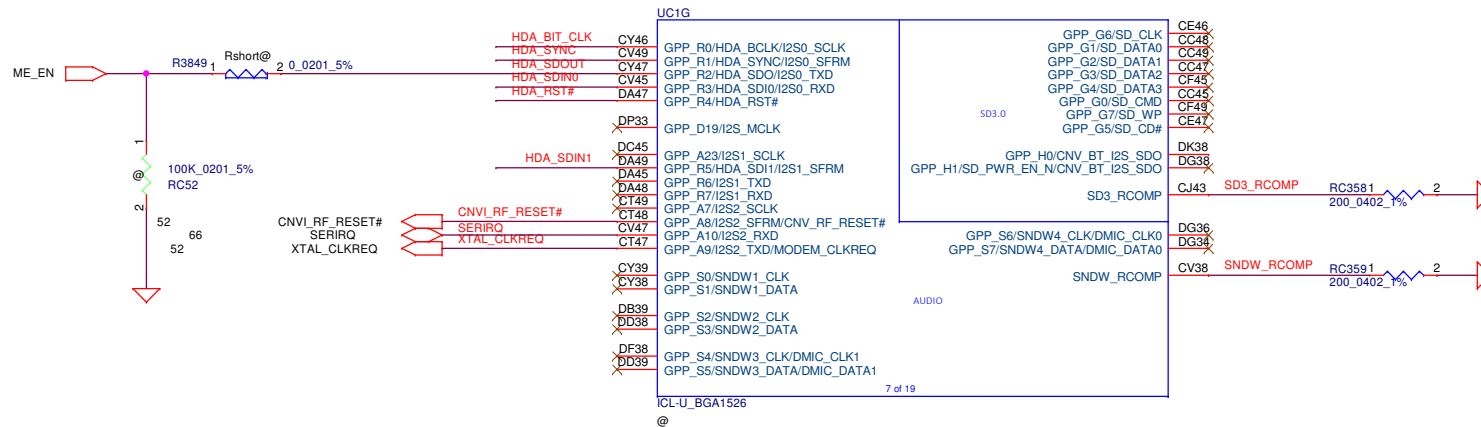 UC1G
ME_EN
R3849 1 Rshort@ 2 0_0201_5%
1
@
100K_0201_5%
RC52
2
52
66
52
CNVI_RF_RESET#
SERIRQ
XTAL_CLKREQ
HDA_BIT_CLK CY46 GPP_R0/HDA_BCLK/I2S0_SCLK
HDA_SYNC CV49 GPP_R1/HDA_SYNC/I2S0_SFRM
HDA_SDOUT CY47 GPP_R2/HDA_SDO/I2S0_TXD
HDA_SDIN0 CV45 GPP_R3/HDA_SDI0/I2S0_RXD
HDA_RST# DA47 GPP_R4/HDA_RST#
DP33 GPP_D19/I2S_MCLK
DC45 GPP_A23/I2S1_SCLK
HDA_SDIN1 DA49 GPP_R5/HDA_SDI1/I2S1_SFRM
DA45 GPP_R6/I2S1_TXD
DA48 GPP_R7/I2S1_RXD
CT49 GPP_A7/I2S2_SCLK
CNVI_RF_RESET# CT48 GPP_A8/I2S2_SFRM/CNV_RF_RESET#
SERIRQ CV47 GPP_A10/I2S2_RXD
XTAL_CLKREQ CT47 GPP_A9/I2S2_TXD/MODEM_CLKREQ
CY39 GPP_S0/SNDW1_CLK
CY38 GPP_S1/SNDW1_DATA
DB39 GPP_S2/SNDW2_CLK
DD38 GPP_S3/SNDW2_DATA
DF38 GPP_S4/SNDW3_CLK/DMIC_CLK1
DD39 GPP_S5/SNDW3_DATA/DMIC_DATA1
SD3.0
AUDIO
GPP_G6/SD_CLK CE46
GPP_G1/SD_DATA0 CC48
GPP_G2/SD_DATA1 CC49
GPP_G3/SD_DATA2 CC47
GPP_G4/SD_DATA3 CF45
GPP_G0/SD_CMD CC45
GPP_G7/SD_WP CF49
GPP_G5/SD_CD# CE47
GPP_H0/CNV_BT_I2S_SDO DK38
GPP_H1/SD_PWR_EN_N/CNV_BT_I2S_SDO DG38
SD3_RCOMP CJ43 SD3_RCOMP RC358 1 2
200_0402_1%
GPP_S6/SNDW4_CLK/DMIC_CLK0 DG36
GPP_S7/SNDW4_DATA/DMIC_DATA0 DG34
SNDW_RCOMP CV38 SNDW_RCOMP RC359 1 2
200_0402_1%
7 of 19
ICL-U_BGA1526
@